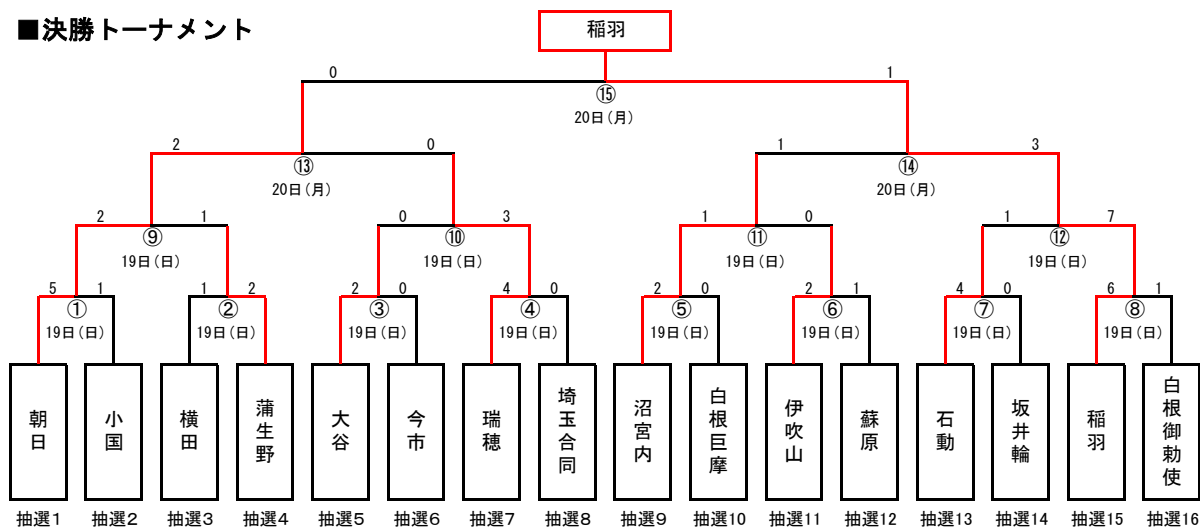 ■決勝トーナメント
稲羽
0 1
⑮
20日(月)
2 0 1 3
⑬ ⑭
20日(月) 20日(月)
2 1 0 3 1 0 1 7
⑨ ⑩ ⑪ ⑫
19日(日) 19日(日) 19日(日) 19日(日)
5 1 1 2 2 0 4 0 2 0 2 1 4 0 6 1
① ② ③ ④ ⑤ ⑥ ⑦ ⑧
19日(日) 19日(日) 19日(日) 19日(日) 19日(日) 19日(日) 19日(日) 19日(日)
朝日
小国
横田
蒲生野
大谷
今市
瑞穂
埼玉合同
沼宮内
白根巨摩
伊吹山
蘇原
石動
坂井輪
稲羽
白根御勅使
抽選1 抽選2 抽選3 抽選4 抽選5 抽選6 抽選7 抽選8 抽選9 抽選10 抽選11 抽選12 抽選13 抽選14 抽選15 抽選16